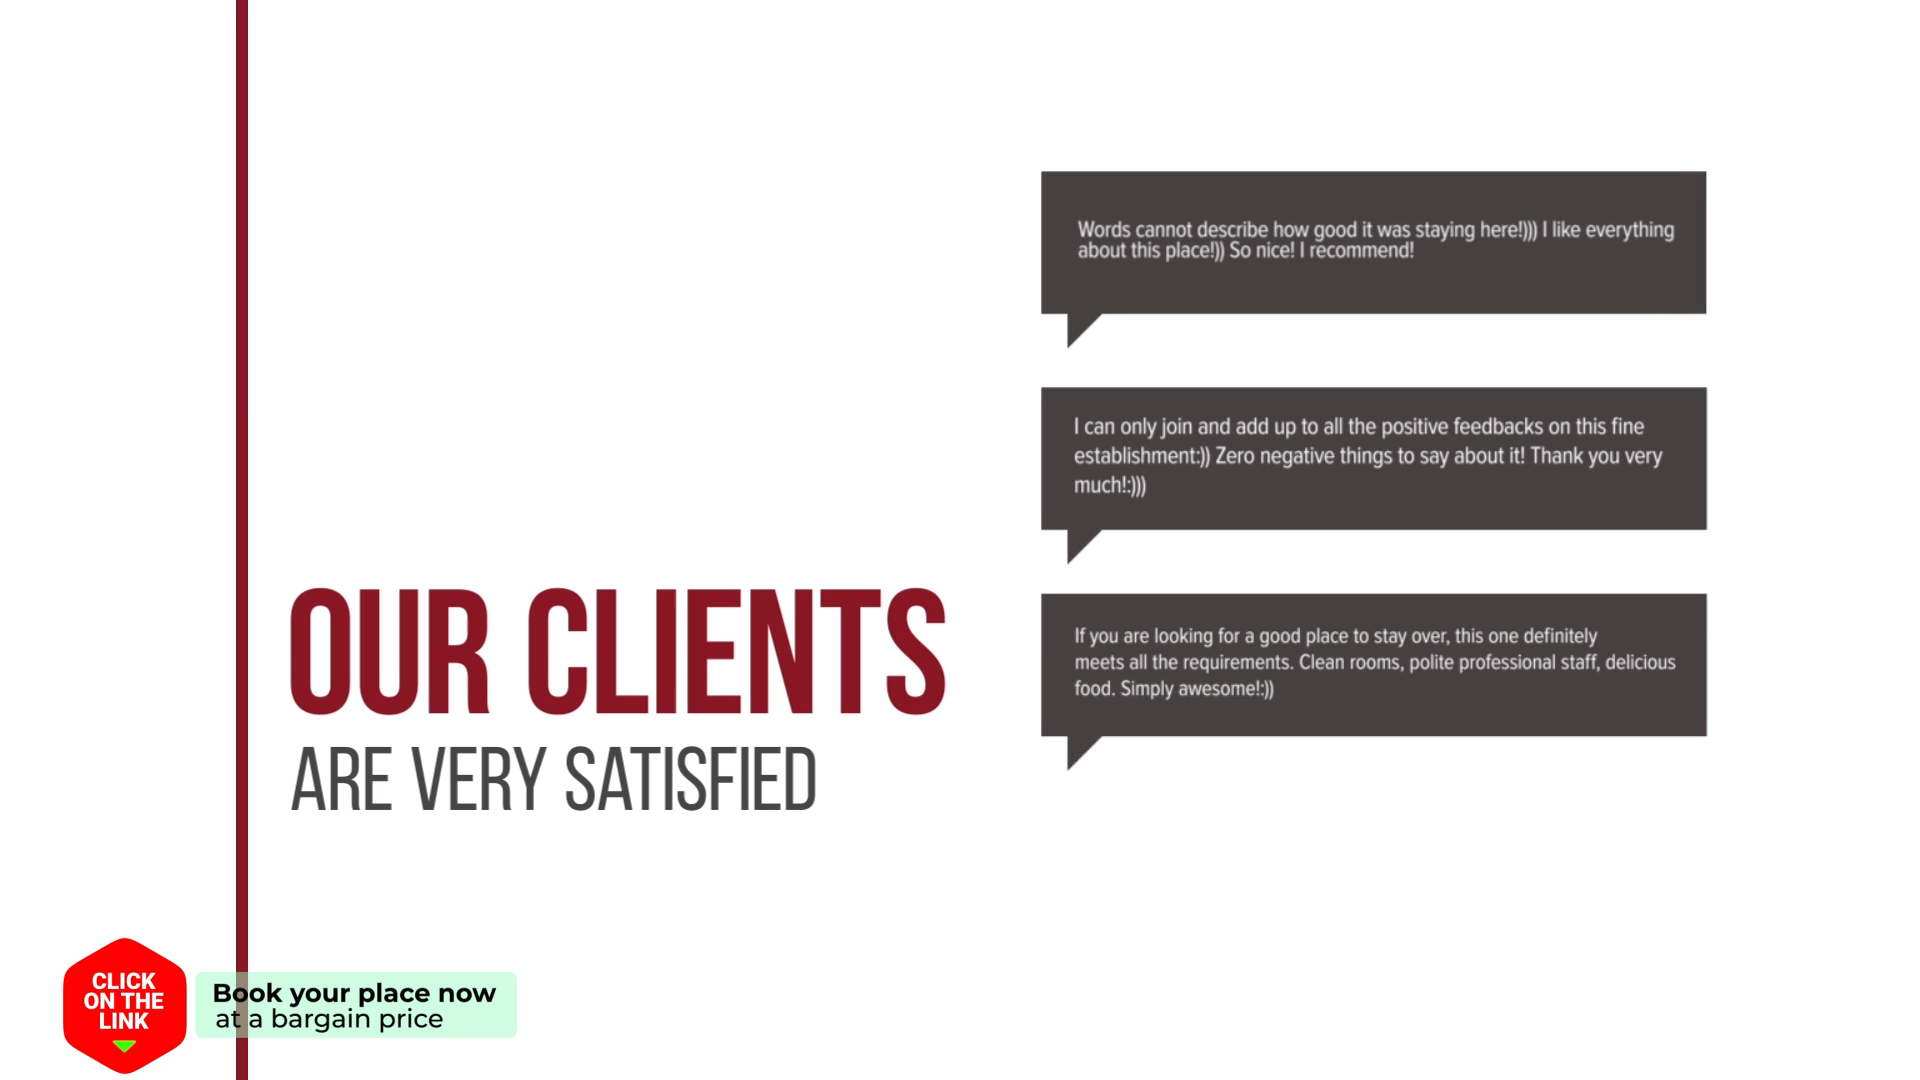 Words cannot describe how good it was staying here!))) I like everything
about this place!)) So nice! I recommend!
I can only join and add up to all the positive feedbacks on this fine
establishment:)) Zero negative things to say about it! Thank you very
much!:)))
If you are looking for a good place to stay over, this one definitely
meets all the requirements. Clean rooms, polite professional staff, delicious
food. Simply awesome!:))
OUR CLIENTS
ARE VERY SATISFIED
CLICK
ON THE
LINK
Book your place now
at a bargain price